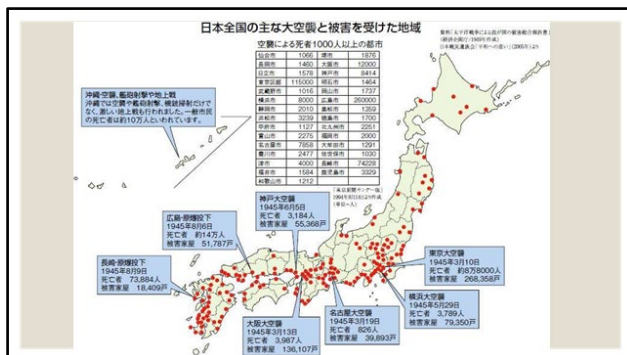 日本全国の主な大空襲と被害を受けた地域
空襲による死者1000人以上の都市
仙台市 1066 堺市 1876
長岡市 1460 大阪市 12000
日立市 1578 神戸市 8414
東京区部 115000 明石市 1464
武蔵野市 1016 岡山市 1737
横浜市 8000 広島市 260000
静岡市 2010 高松市 1359
浜松市 3239 徳島市 1700
甲府市 1127 北九州市 2251
富山市 2275 福岡市 2000
名古屋市 7858 大牟田市 1291
豊川市 2477 佐世保市 1030
津市 4000 長崎市 74228
福井市 1584 鹿児島市 3329
和歌山市 1212
沖縄・空襲、艦砲射撃や地上戦
沖縄では空襲や艦砲射撃、機銃掃射だけで
なく、激しい地上戦も行われました。一般市民
の死者は約10万人といわれています。
神戸大空襲
1945年6月5日
死亡者 3,184人
被害家屋 55,368戸
広島・原爆投下
1945年8月6日
死亡者 約14万人
被害家屋 51,787戸
長崎・原爆投下
1945年8月9日
死亡者 73,884人
被害家屋 18,409戸
大阪大空襲
1945年3月13日
死亡者 3,987人
被害家屋 136,107戸
名古屋大空襲
1945年3月19日
死亡者 826人
被害家屋 39,893戸
横浜大空襲
1945年5月29日
死亡者 3,789人
被害家屋 79,350戸
東京大空襲
1945年3月10日
死亡者 約8万8000人
被害家屋 268,358戸